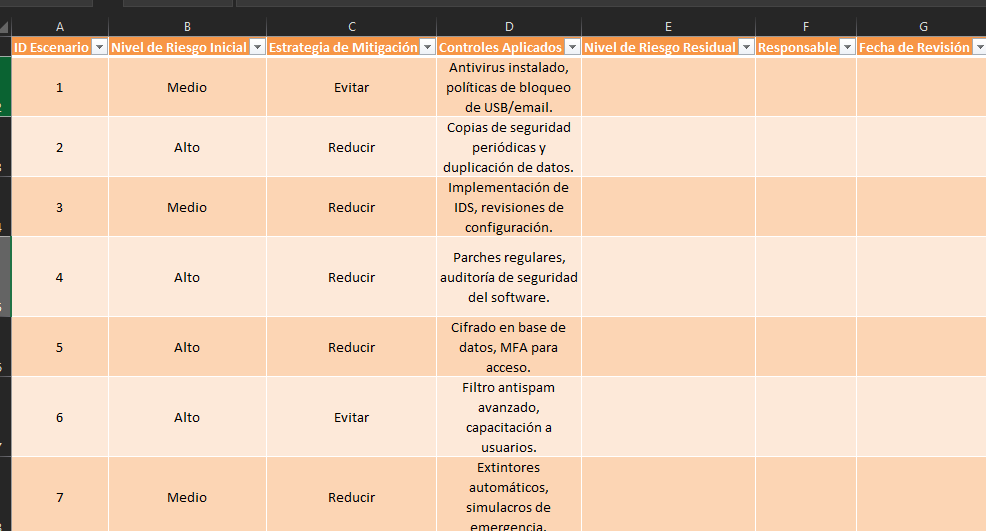 A B C D E F G
ID Escenario Nivel de Riesgo Inicial Estrategia de Mitigación Controles Aplicados Nivel de Riesgo Residual Responsable Fecha de Revisión
1 Medio Evitar Antivirus instalado,
políticas de bloqueo
de USB/email.
2 Alto Reducir Copias de seguridad
periódicas y
duplicación de datos.
3 Medio Reducir Implementación de
IDS, revisiones de
configuración.
4 Alto Reducir Parches regulares,
auditoría de seguridad
del software.
5 Alto Reducir Cifrado en base de
datos, MFA para
acceso.
6 Alto Evitar Filtro antispam
avanzado,
capacitación a
usuarios.
7 Medio Reducir Extintores
automáticos,
simulacros de
emergencia.